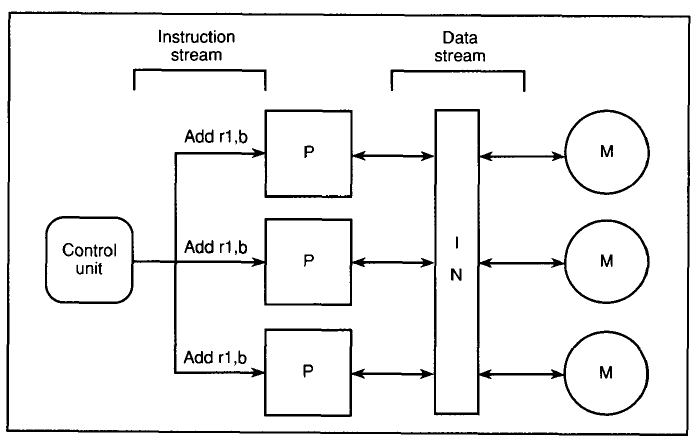 Instruction
stream
Data
stream
Add r1,b
P
M
Control
unit
Add r1,b
P
I
N
M
Add r1,b
P
M